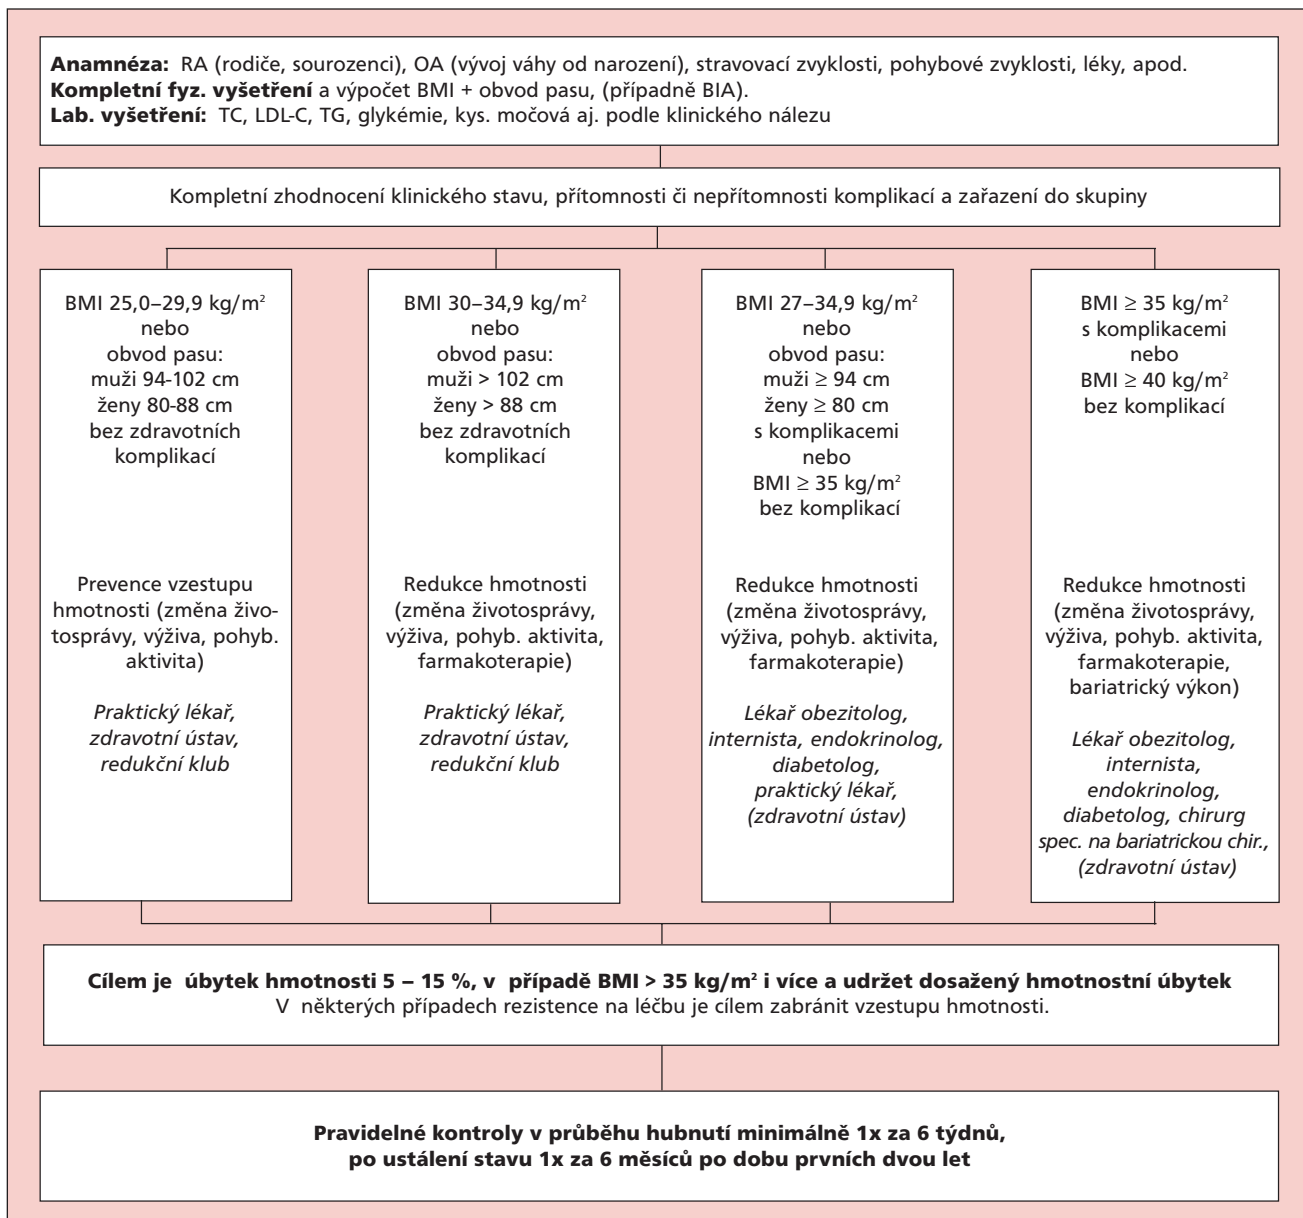 Anamnéza: RA (rodiče, sourozenci), OA (vývoj váhy od narození), stravovací zvyklosti, pohybové zvyklosti, léky, apod.
Kompletní fyz. vyšetření a výpočet BMI + obvod pasu, (případně BIA).
Lab. vyšetření: TC, LDL-C, TG, glykémie, kys. močová aj. podle klinického nálezu
Kompletní zhodnocení klinického stavu, přítomnosti či nepřítomnosti komplikací a zařazení do skupiny
BMI 25,0–29,9 kg/m²
nebo
obvod pasu:
muži 94-102 cm
ženy 80-88 cm
bez zdravotních
komplikací
Prevence vzestupu
hmotnosti (změna živo-
tosprávy, výživa, pohyb.
aktivita)
Praktický lékař,
zdravotní ústav,
redukční klub
BMI 30–34,9 kg/m²
nebo
obvod pasu:
muži > 102 cm
ženy > 88 cm
bez zdravotních
komplikací
Redukce hmotnosti
(změna životosprávy,
výživa, pohyb. aktivita,
farmakoterapie)
Praktický lékař,
zdravotní ústav,
redukční klub
BMI 27–34,9 kg/m²
nebo
obvod pasu:
muži ≥ 94 cm
ženy ≥ 80 cm
s komplikacemi
nebo
BMI ≥ 35 kg/m²
bez komplikací
Redukce hmotnosti
(změna životosprávy,
výživa, pohyb. aktivita,
farmakoterapie)
Lékař obezitolog,
internista, endokrinolog,
diabetolog,
praktický lékař,
(zdravotní ústav)
BMI ≥ 35 kg/m²
s komplikacemi
nebo
BMI ≥ 40 kg/m²
bez komplikací
Redukce hmotnosti
(změna životosprávy,
výživa, pohyb. aktivita,
farmakoterapie,
bariatrický výkon)
Lékař obezitolog,
internista,
endokrinolog,
diabetolog, chirurg
spec. na bariatrickou chir.,
(zdravotní ústav)
Cílem je úbytek hmotnosti 5 – 15 %, v případě BMI > 35 kg/m² i více a udržet dosažený hmotnostní úbytek
V některých případech rezistence na léčbu je cílem zabránit vzestupu hmotnosti.
Pravidelné kontroly v průběhu hubnutí minimálně 1x za 6 týdnů,
po ustálení stavu 1x za 6 měsíců po dobu prvních dvou let